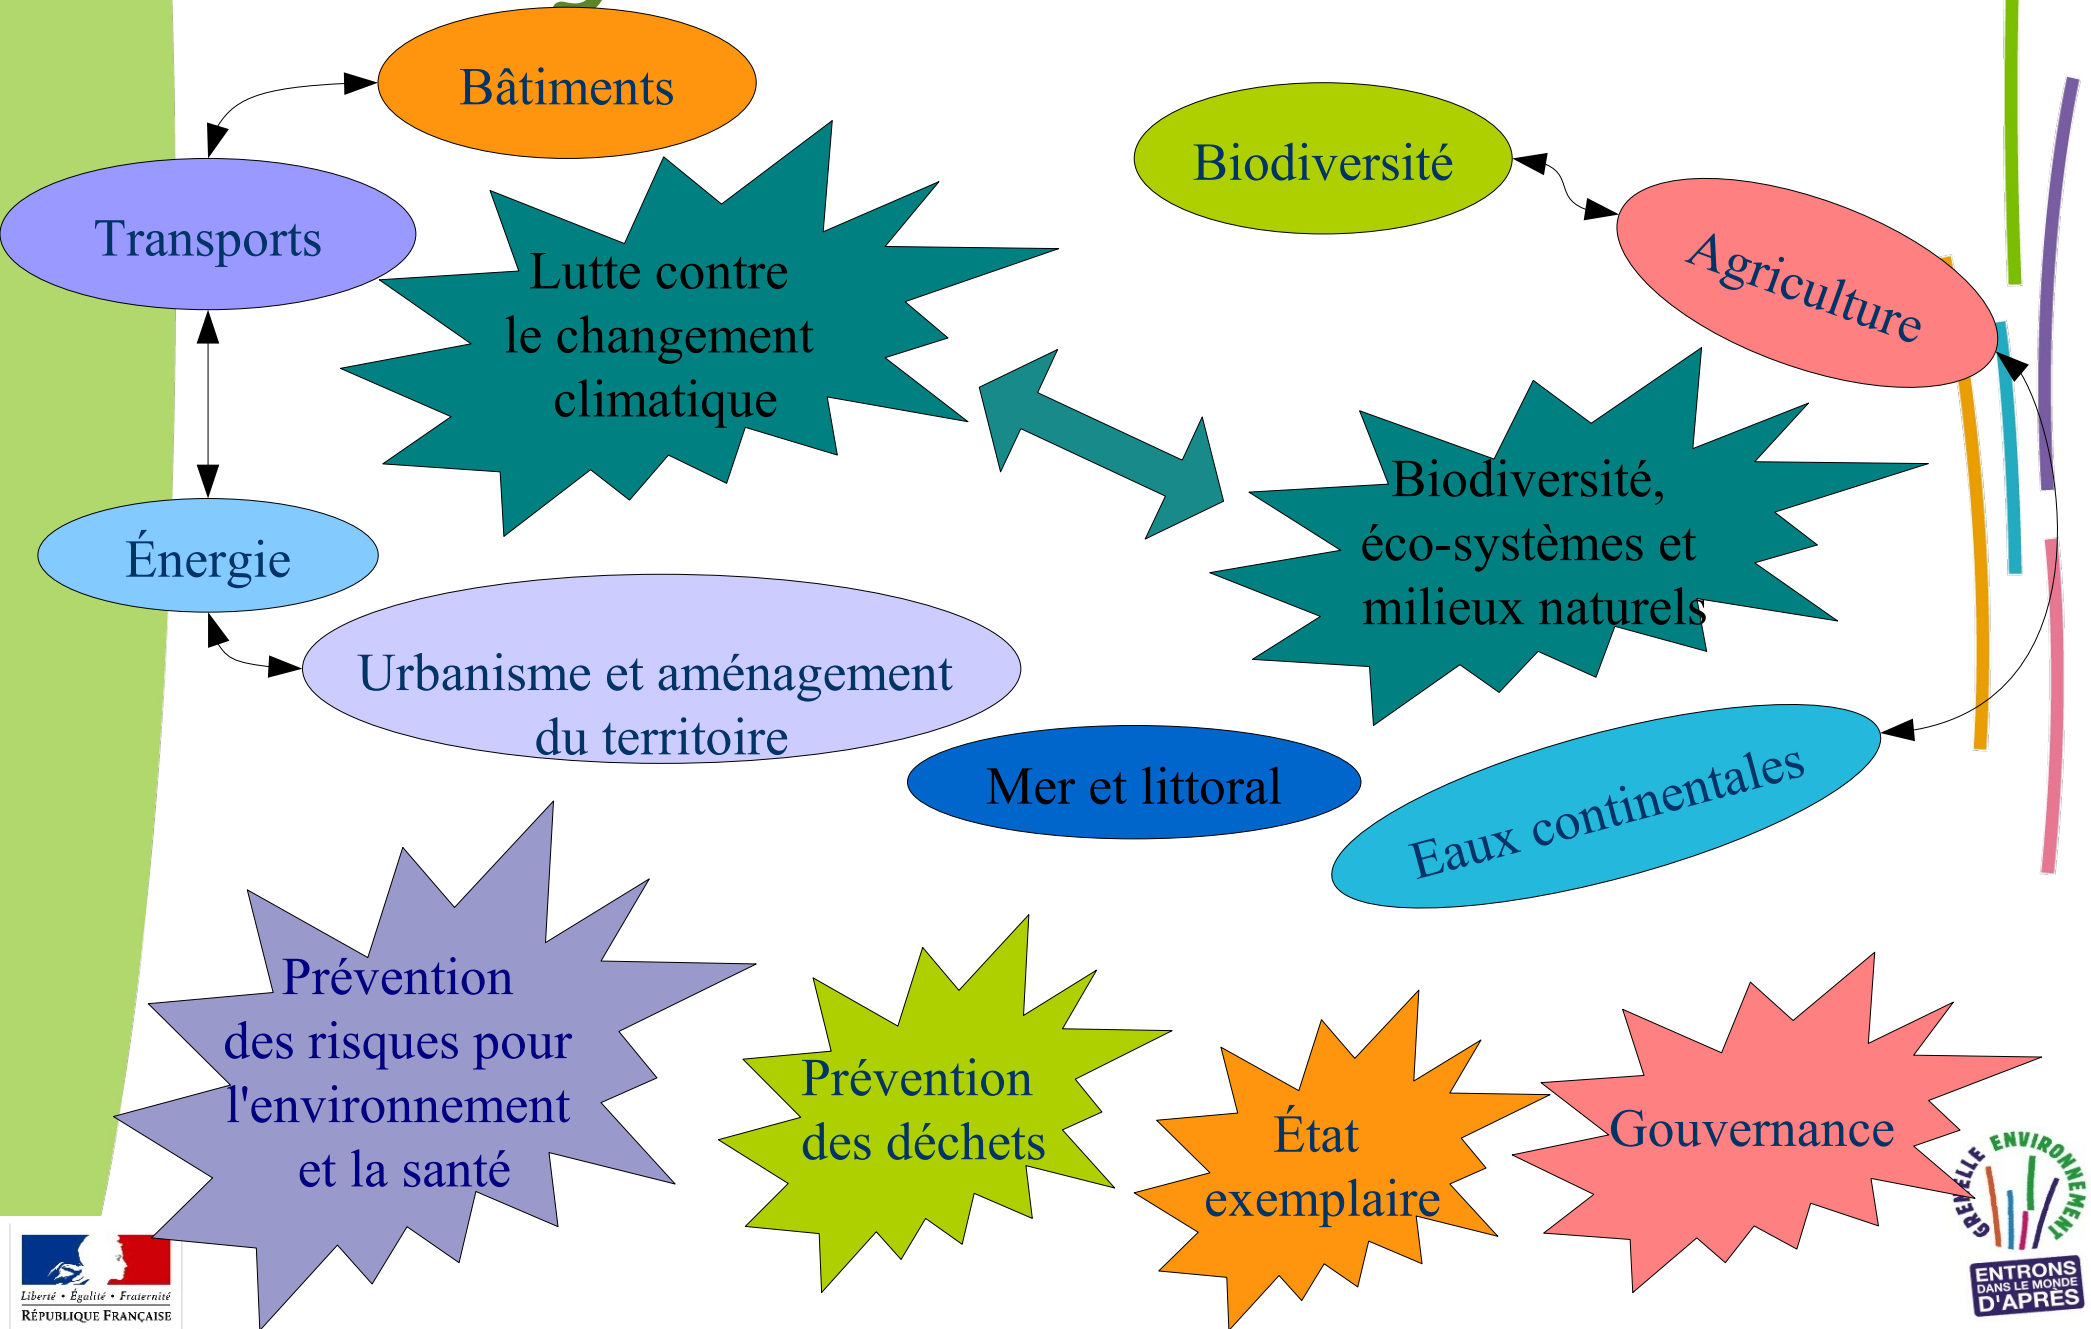 Bâtiments
Biodiversité
Transports
Agriculture
Lutte contre
le changement
climatique
Biodiversité,
éco-systèmes et
milieux naturels
Énergie
Urbanisme et aménagement
du territoire
Mer et littoral
Eaux continentales
Prévention
des risques pour
l'environnement
et la santé
Prévention
des déchets
État
exemplaire
Gouvernance
GRENELLE ENVIRONNEMENT
ENTRONS
DANS LE MONDE
D'APRÈS
Liberté • Égalité • Fraternité
RÉPUBLIQUE FRANÇAISE